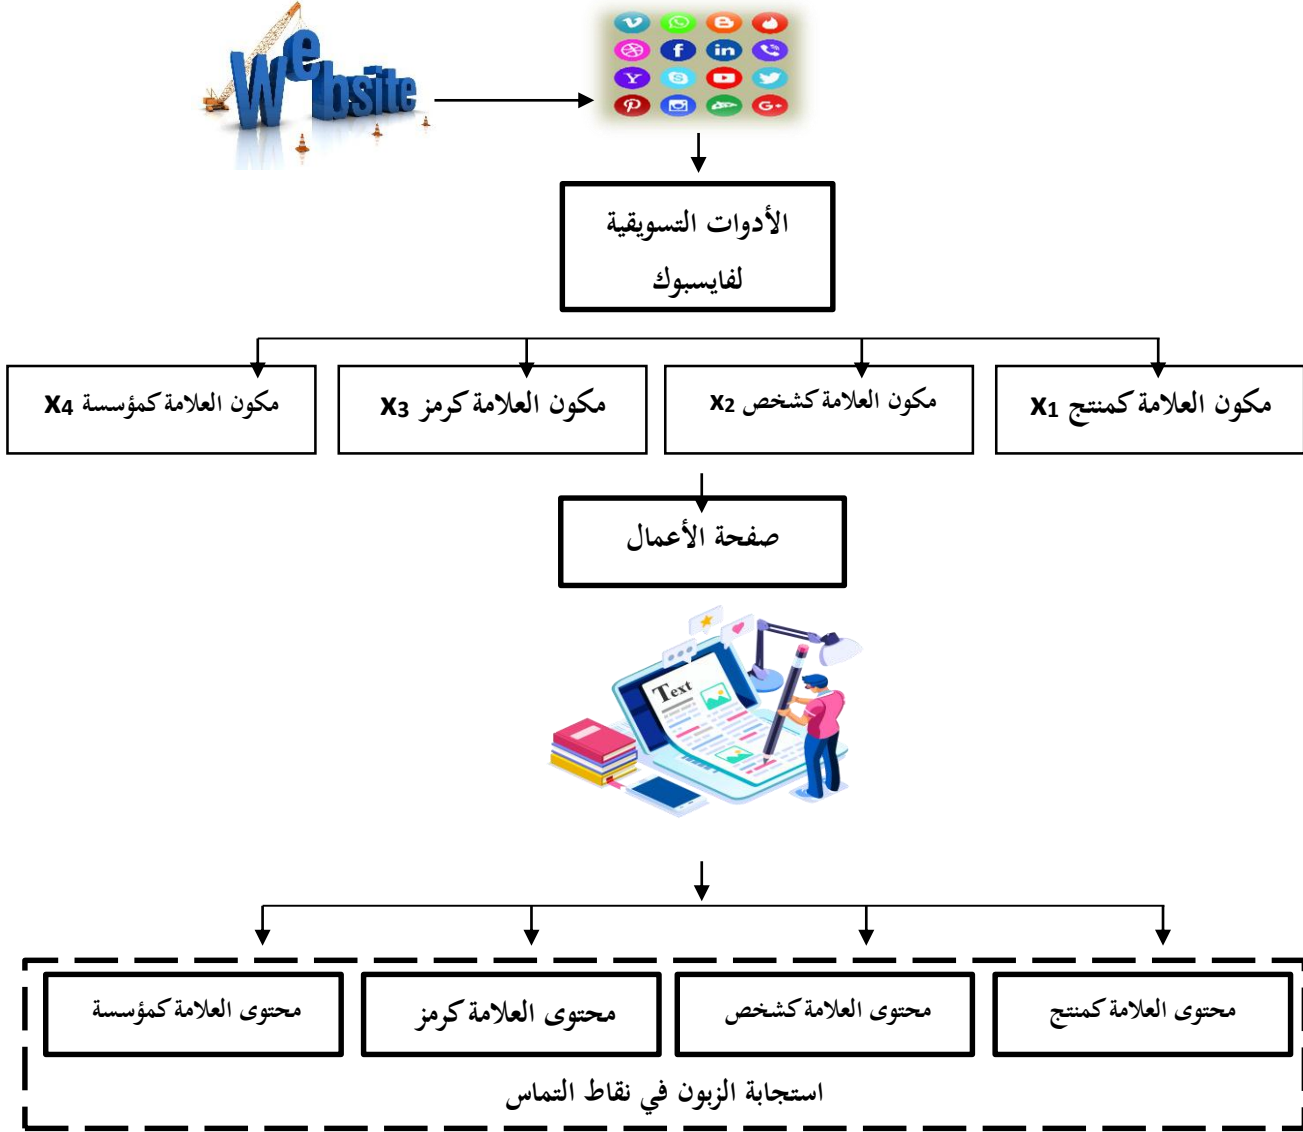 Website
الأدوات التسويقية
لفايسبوك
مكون العلامة كمنتج X1
مكون العلامة كشخص X2
مكون العلامة كرمز X3
مكون العلامة كمؤسسة X4
صفحة الأعمال
Text
محتوى العلامة كمنتج
محتوى العلامة كشخص
محتوى العلامة كرمز
محتوى العلامة كمؤسسة
استجابة الزبون في نقاط التماس